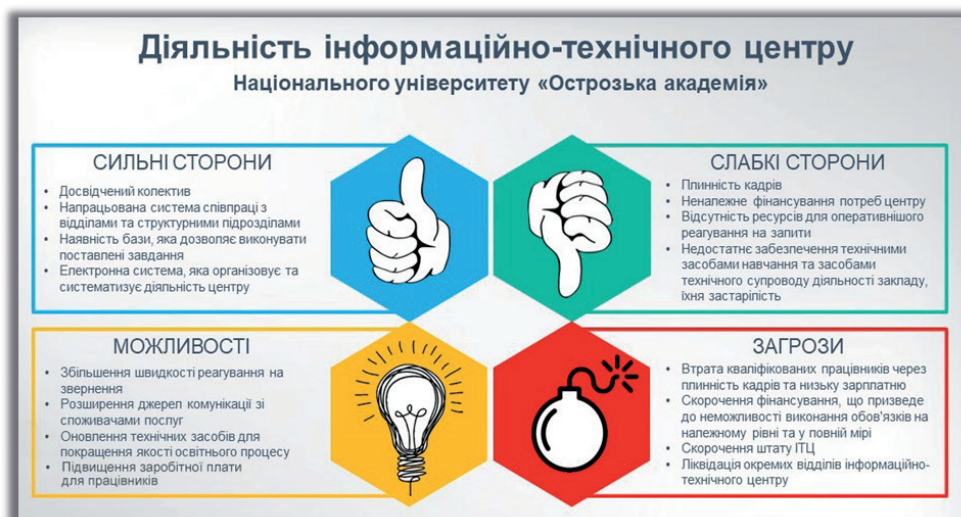 Діяльність інформаційно-технічного центру
Національного університету «Острозька академія»
СИЛЬНІ СТОРОНИ
• Досвідчений колектив
• Напрацьована система співпраці з
відділами та структурними підрозділами
• Наявність бази, яка дозволяє виконувати
поставлені завдання
• Електронна система, яка організовує та
систематизує діяльність центру
СЛАБКІ СТОРОНИ
• Плинність кадрів
• Неналежне фінансування потреб центру
• Відсутність ресурсів для оперативнішого
реагування на запити
• Недостатнє забезпечення технічними
засобами навчання та засобами
технічного супроводу діяльності закладу,
їхня застарілість
МОЖЛИВОСТІ
• Збільшення швидкості реагування на
звернення
• Розширення джерел комунікації зі
споживачами послуг
• Оновлення технічних засобів для
покращення якості освітнього процесу
• Підвищення заробітної плати
для працівників
ЗАГРОЗИ
• Втрата кваліфікованих працівників через
плинність кадрів та низьку зарплатню
• Скорочення фінансування, що призведе
до неможливості виконання обов'язків на
належному рівні та у повній мірі
• Скорочення штату ІТЦ
• Ліквідація окремих відділів інформаційно-
технічного центру